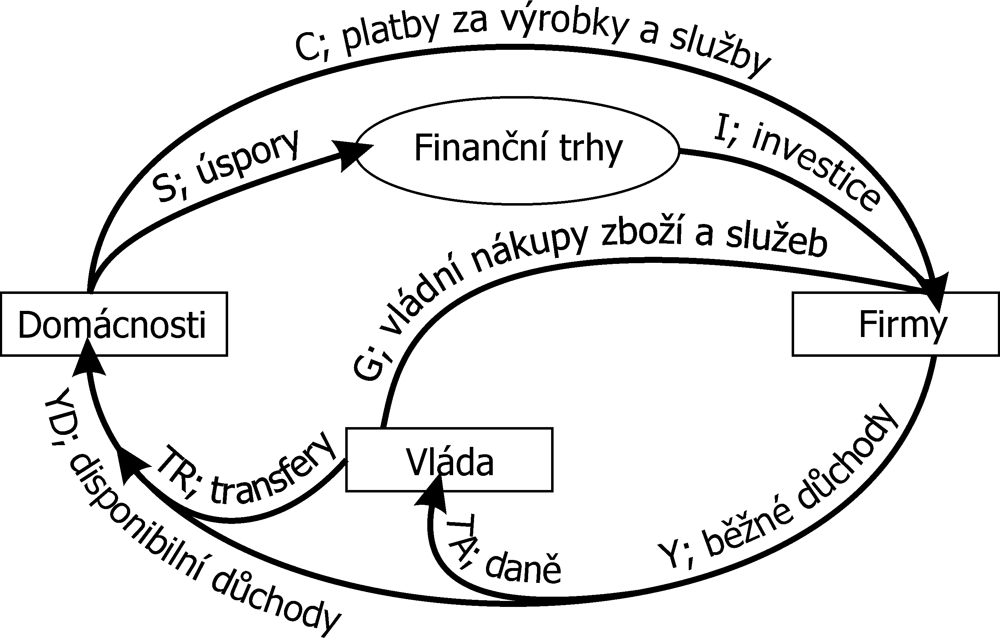 C; platby za výrobky a služby
Finanční trhy
S; úspory
I; investice
G; vládní nákupy zboží a služeb
Domácnosti
Firmy
Vláda
TR; transfery
YD; disponibilní důchody
TA; daně
Y; běžné důchody